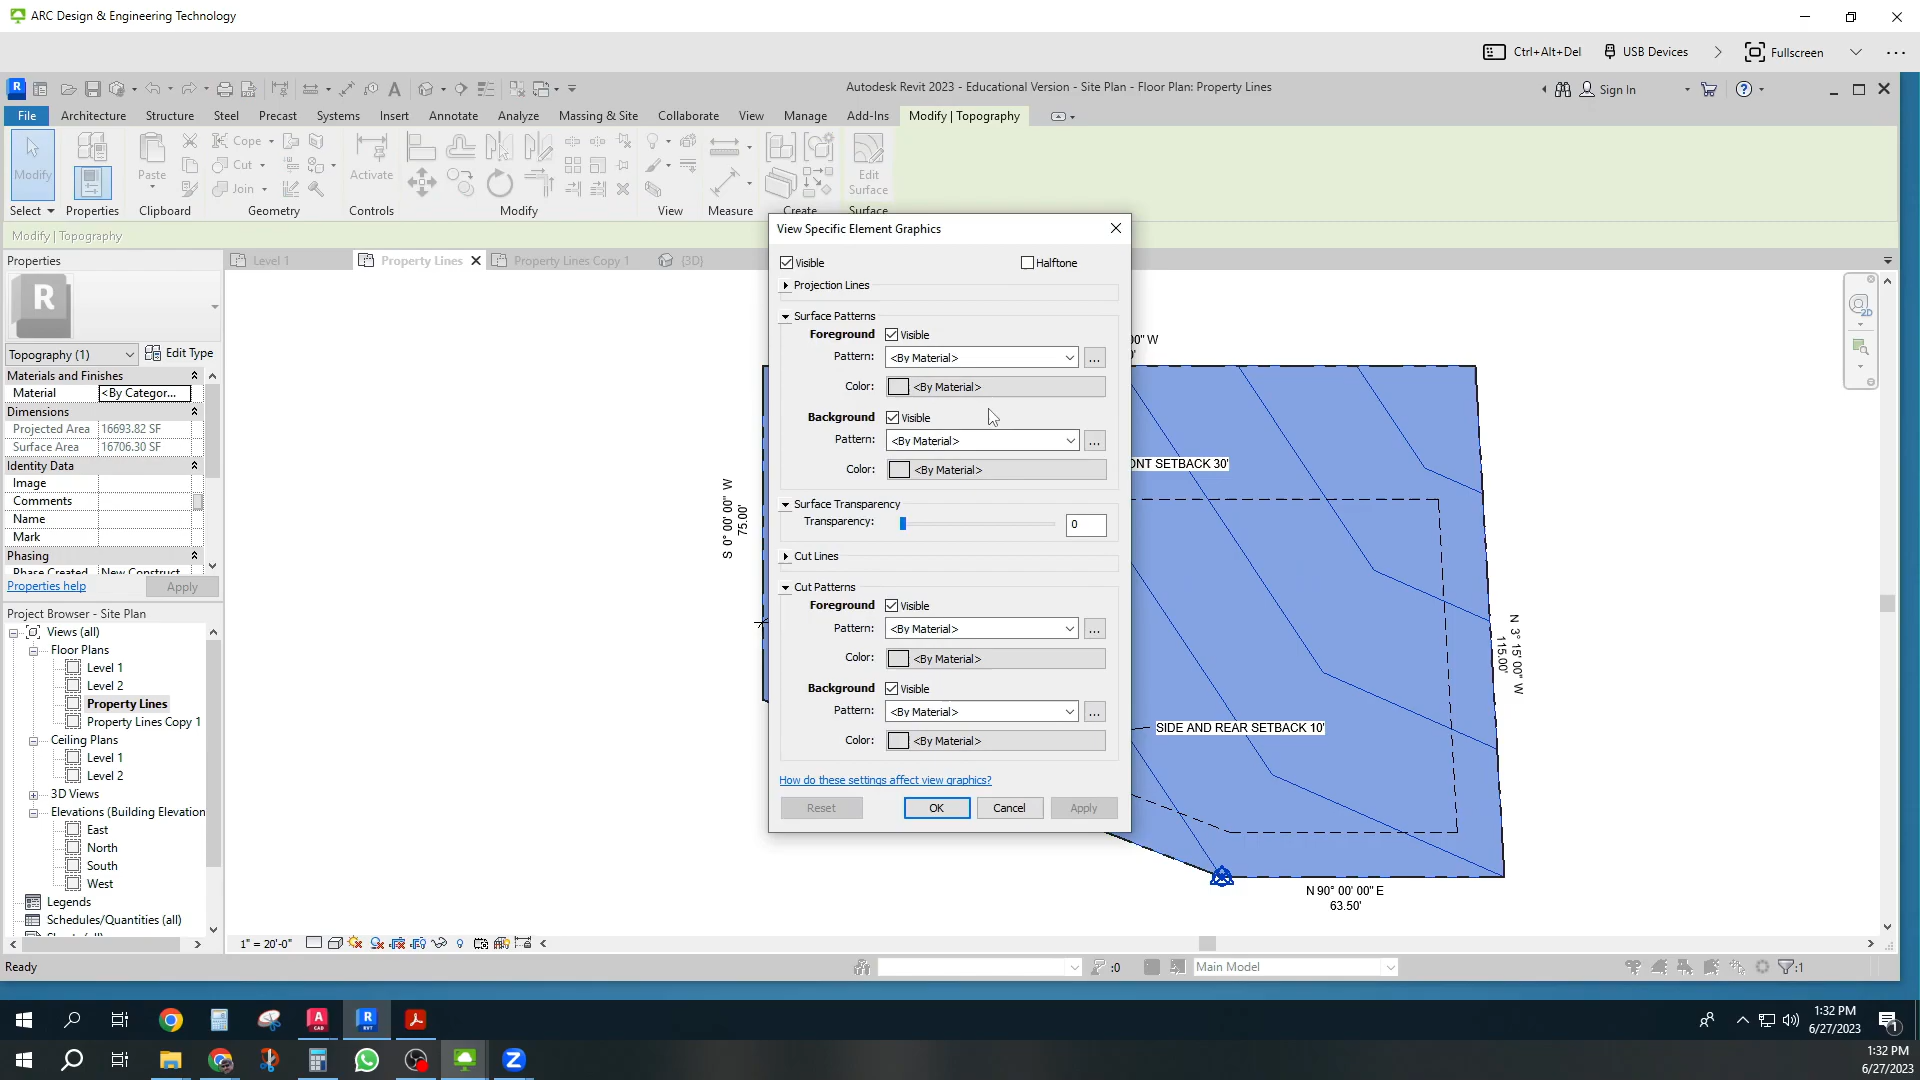 ARC Design & Engineering Technology
Ctrl+Alt+Del
USB Devices
Fullscreen
Autodesk Revit 2023 - Educational Version - Site Plan - Floor Plan: Property Lines
Sign In
File
Architecture
Structure
Steel
Precast
Systems
Insert
Annotate
Analyze
Massing & Site
Collaborate
View
Manage
Add-Ins
Modify | Topography
Modify
Paste
Cope
Cut
Join
Activate
Edit
Surface
Select
Properties
Clipboard
Geometry
Controls
Modify
View
Measure
Create
Surface
Modify | Topography
Properties
Level 1
Property Lines
Property Lines Copy 1
{3D}
R
Topography (1)
Edit Type
Materials and Finishes
Material <By Categor...
Dimensions
Projected Area 16693.82 SF
Surface Area 16706.30 SF
Identity Data
Image
Comments
Name
Mark
Phasing
Phase Created New Construct
Properties help
Apply
Project Browser - Site Plan
Views (all)
Floor Plans
Level 1
Level 2
Property Lines
Property Lines Copy 1
Ceiling Plans
Level 1
Level 2
3D Views
Elevations (Building Elevation
East
North
South
West
Legends
Schedules/Quantities (all)
View Specific Element Graphics
Visible
Halftone
Projection Lines
Surface Patterns
Foreground Visible
Pattern: <By Material> ...
Color: <By Material>
Background Visible
Pattern: <By Material> ...
Color: <By Material>
Surface Transparency
Transparency: 0
Cut Lines
Cut Patterns
Foreground Visible
Pattern: <By Material> ...
Color: <By Material>
Background Visible
Pattern: <By Material> ...
Color: <By Material>
How do these settings affect view graphics?
Reset
OK
Cancel
Apply
00" W
ONT SETBACK 30'
SIDE AND REAR SETBACK 10'
S 0° 00' 00" W
75.00'
N 3° 15' 00" W
115.00'
N 90° 00' 00" E
63.50'
2D
1" = 20'-0"
Ready
:0
Main Model
:1
1:32 PM
6/27/2023
1
1:32 PM
6/27/2023